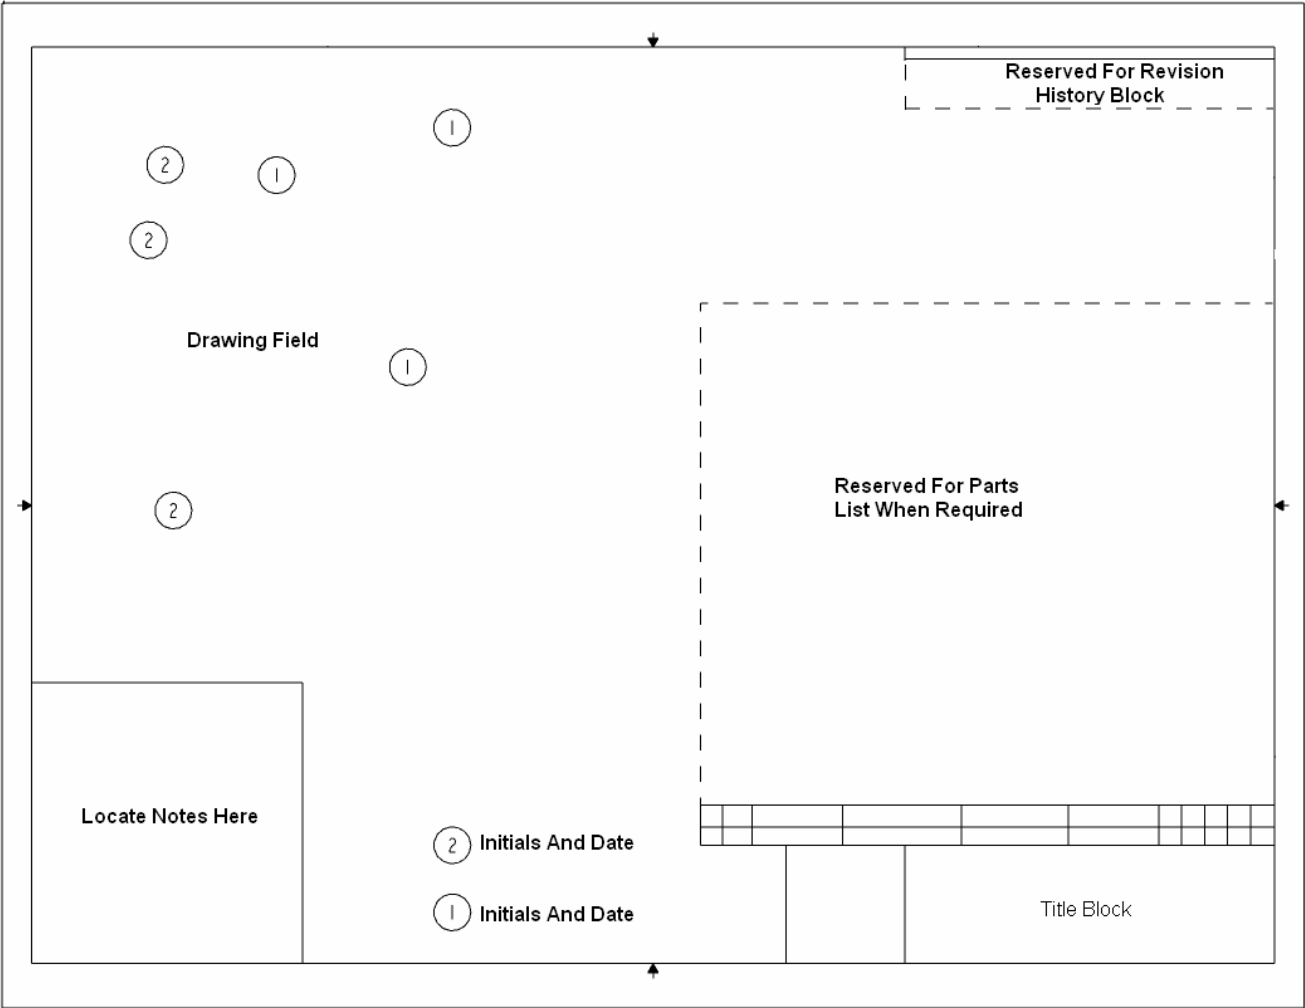 Reserved For Revision
History Block
1
2
1
2
Drawing Field
1
Reserved For Parts
List When Required
2
Locate Notes Here
2 Initials And Date
1 Initials And Date
Title Block